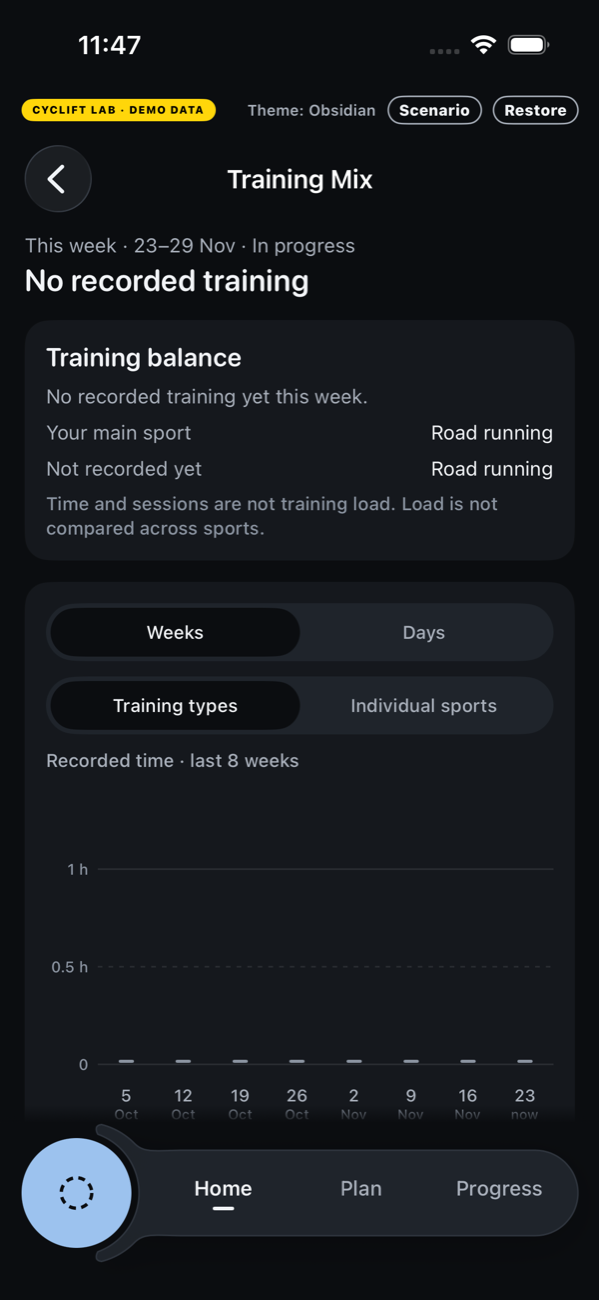 11:47
CYCLIFT LAB · DEMO DATA
Theme: Obsidian
Scenario
Restore
Training Mix
This week · 23–29 Nov · In progress
No recorded training
Training balance
No recorded training yet this week.
Your main sport Road running
Not recorded yet Road running
Time and sessions are not training load. Load is not
compared across sports.
Weeks Days
Training types Individual sports
Recorded time · last 8 weeks
1 h
0.5 h
0
5 12 19 26 2 9 16 23
Oct Oct Oct Oct Nov Nov Nov now
Home Plan Progress